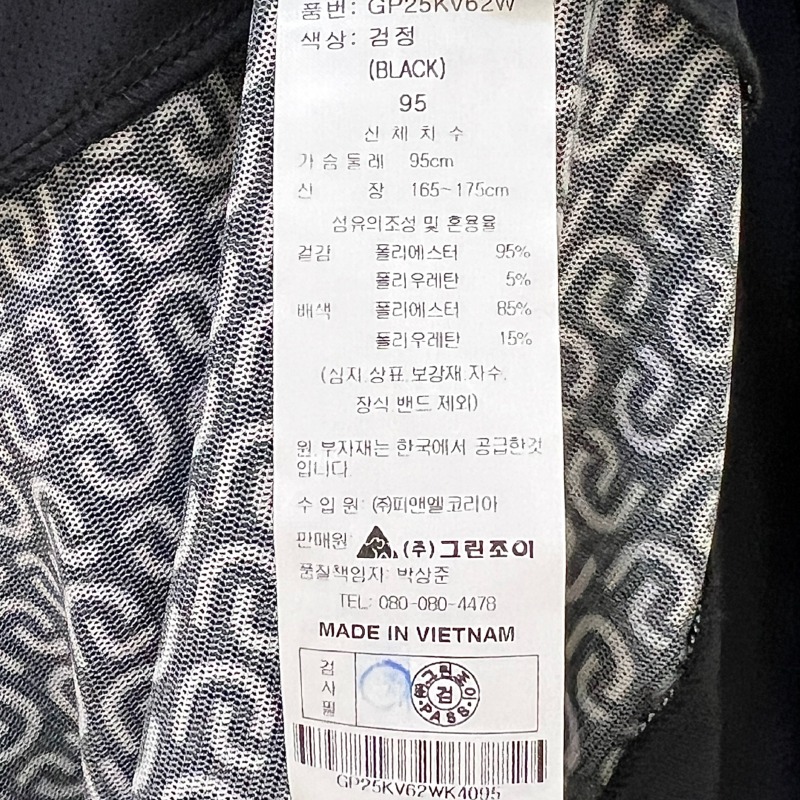 품번: GP25KV62W
색상: 검정
(BLACK)
95
신 체 치 수
가 슴 둘 레 95cm
신 장 165~175cm
섬유의조성 및 혼용율
겉감 폴리에스터 95%
폴리우레탄 5%
배색 폴리에스터 85%
폴리우레탄 15%
(심지.상표.보강재.자수.
장식.밴드 제외)
원.부자재는 한국에서 공급한것
입니다.
수 입 원: (주)피앤엘코리아
판매원: (주)그린조이
품질책임자: 박상준
TEL: 080-080-4478
MADE IN VIETNAM
검사필
그린조이
검
PASS
GP25KV62WK4095